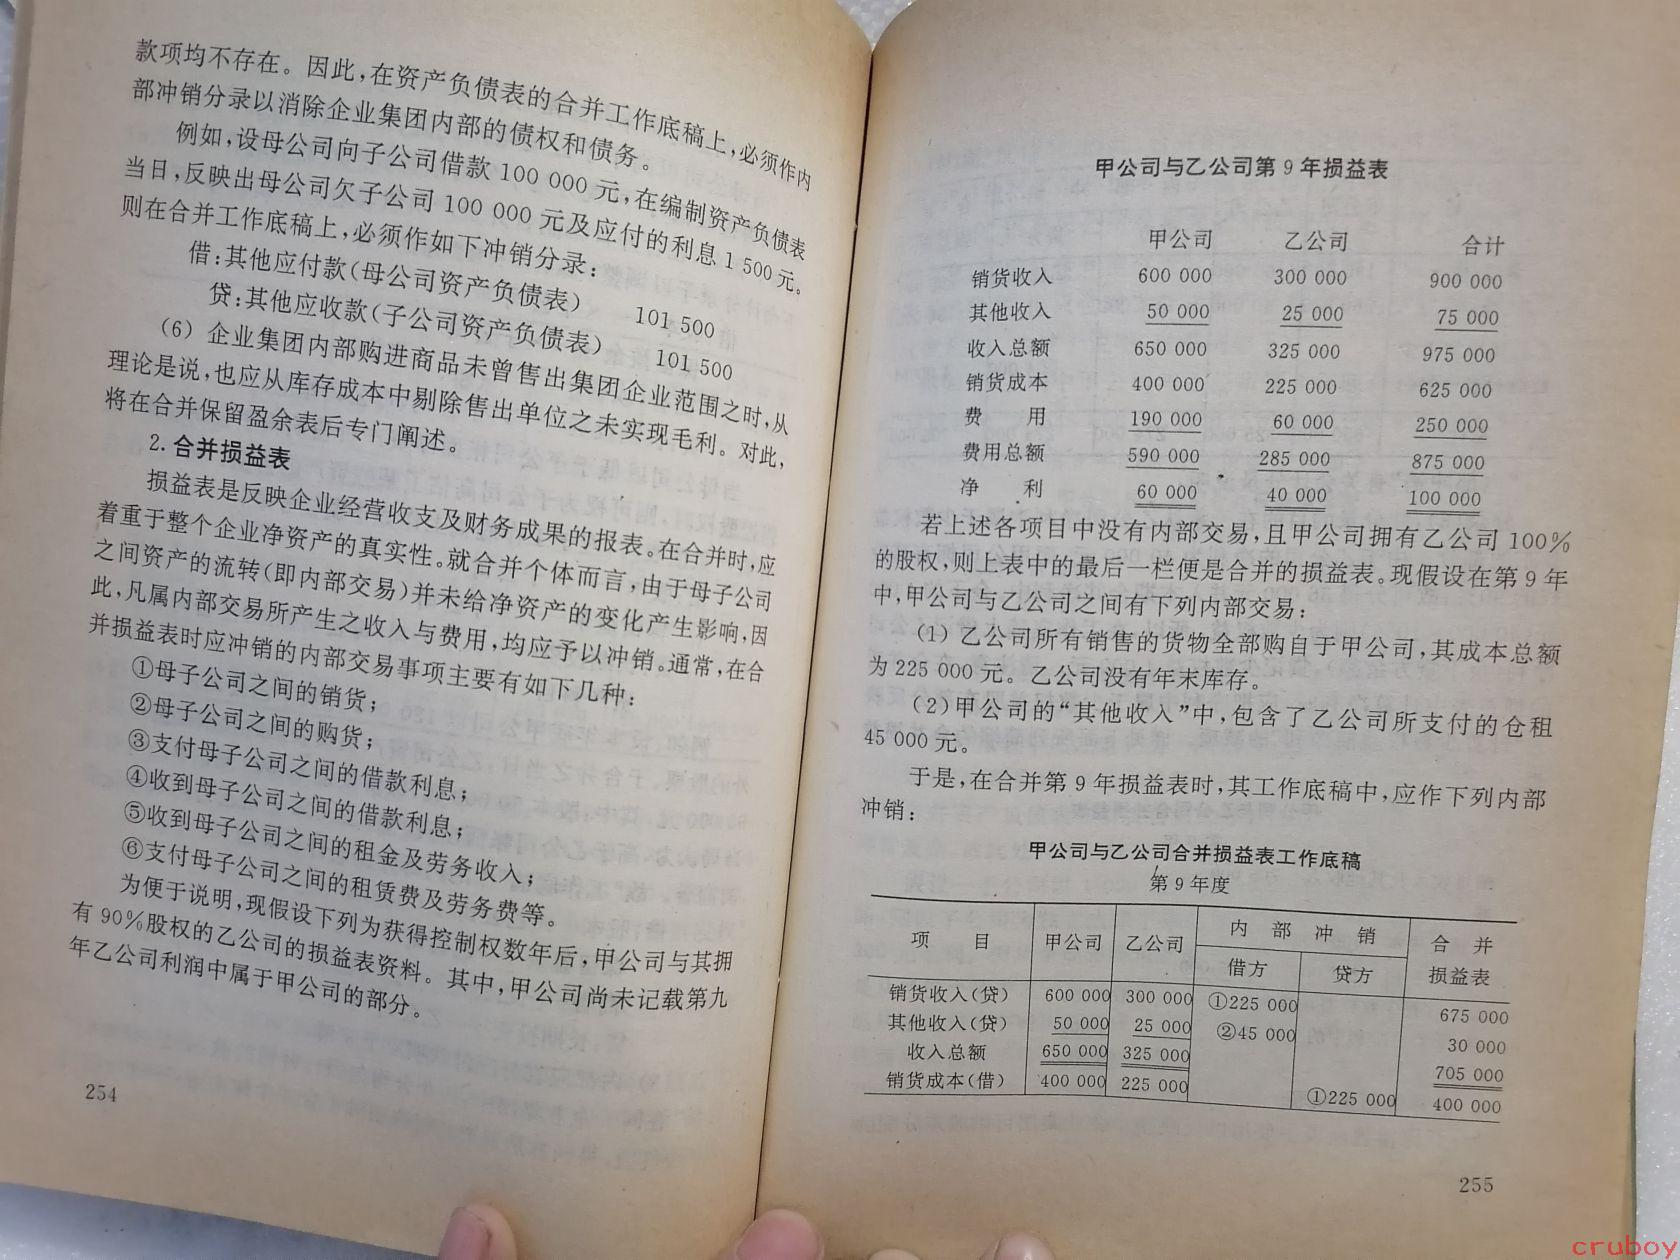 款项均不存在。因此,在资产负债表的合并工作底稿上,必须作内
部冲销分录以消除企业集团内部的债权和债务。
例如,设母公司向子公司借款 100 000 元,在编制资产负债表
当日,反映出母公司欠子公司 100 000 元及应付的利息 1 500 元。
则在合并工作底稿上,必须作如下冲销分录:
借:其他应付款(母公司资产负债表) 101 500
贷:其他应收款(子公司资产负债表) 101 500
(6) 企业集团内部购进商品未曾售出集团企业范围之时,从
理论是说,也应从库存成本中剔除售出单位之未实现毛利。对此,
将在合并保留盈余表后专门阐述。
2. 合并损益表
损益表是反映企业经营收支及财务成果的报表。在合并时,应
着重于整个企业净资产的真实性。就合并个体而言,由于母子公司
之间资产的流转(即内部交易)并未给净资产的变化产生影响,因
此,凡属内部交易所产生之收入与费用,均应予以冲销。通常,在合
并损益表时应冲销的内部交易事项主要有如下几种:
①母子公司之间的销货;
②母子公司之间的购货;
③支付母子公司之间的借款利息;
④收到母子公司之间的借款利息;
⑤收到母子公司之间的租金及劳务收入;
⑥支付母子公司之间的租赁费及劳务费等。
为便于说明,现假设下列为获得控制权数年后,甲公司与其拥
有 90%股权的乙公司的损益表资料。其中,甲公司尚未记载第九
年乙公司利润中属于甲公司的部分。
254
甲公司与乙公司第 9 年损益表
甲公司 乙公司 合计
销货收入 600 000 300 000 900 000
其他收入 50 000 25 000 75 000
收入总额 650 000 325 000 975 000
销货成本 400 000 225 000 625 000
费 用 190 000 60 000 250 000
费用总额 590 000 285 000 875 000
净 利 60 000 40 000 100 000
若上述各项目中没有内部交易,且甲公司拥有乙公司 100%
的股权,则上表中的最后一栏便是合并的损益表。现假设在第 9 年
中,甲公司与乙公司之间有下列内部交易:
(1) 乙公司所有销售的货物全部购自于甲公司,其成本总额
为 225 000 元。乙公司没有年末库存。
(2)甲公司的“其他收入”中,包含了乙公司所支付的仓租
45 000 元。
于是,在合并第 9 年损益表时,其工作底稿中,应作下列内部
冲销:
甲公司与乙公司合并损益表工作底稿
第 9 年度
项 目 甲公司 乙公司 内 部 冲 销 合 并
借方 贷方 损益表
销货收入(贷) 600 000 300 000 ①225 000 675 000
其他收入(贷) 50 000 25 000 ②45 000 30 000
收入总额 650 000 325 000 705 000
销货成本(借) 400 000 225 000 ①225 000 400 000
255
cruboy